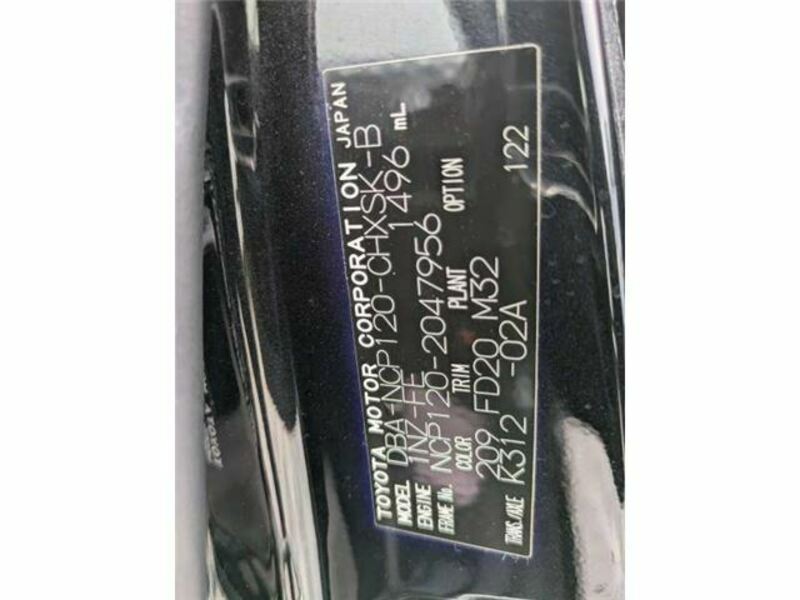 TOYOTA MOTOR CORPORATION JAPAN
MODEL DBA-NCP120-CHXSK-B
ENGINE 1NZ-FE 1496 mL
FRAME No. NCP120-2047956
COLOR TRIM PLANT OPTION
209 FD20 M32
TRANS./AXLE K312 -02A 122